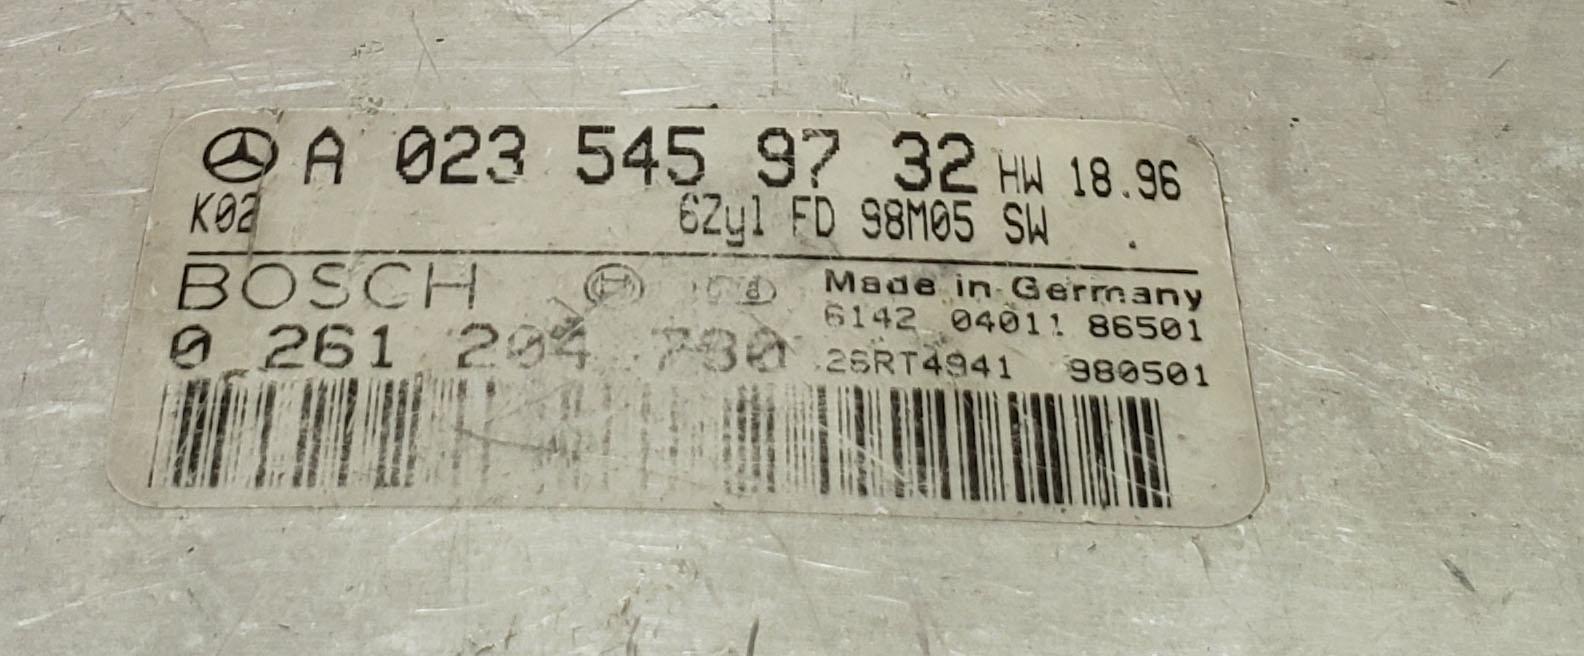 A 023 545 97 32 HW 18.96
K02 6Zyl FD 98M05 SW .
BOSCH Made in Germany
6142 04011 86501
0 261 204 780 26RT4941 980501